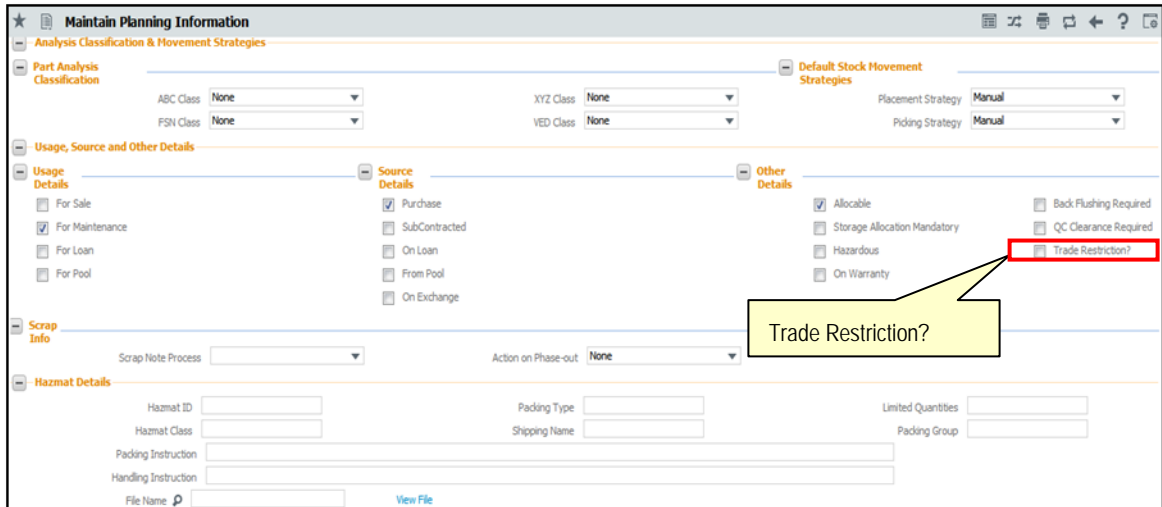 Maintain Planning Information
Analysis Classification & Movement Strategies
Part Analysis
Classification
Default Stock Movement
Strategies
ABC Class None XYZ Class None Placement Strategy Manual
FSN Class None VED Class None Picking Strategy Manual
Usage, Source and Other Details
Usage
Details
Source
Details
Other
Details
For Sale Purchase Allocable Back Flushing Required
For Maintenance SubContracted Storage Allocation Mandatory QC Clearance Required
For Loan On Loan Hazardous Trade Restriction?
For Pool From Pool On Warranty
On Exchange
Trade Restriction?
Scrap
Info
Scrap Note Process Action on Phase-out None
Hazmat Details
Hazmat ID Packing Type Limited Quantities
Hazmat Class Shipping Name Packing Group
Packing Instruction
Handling Instruction
File Name View File